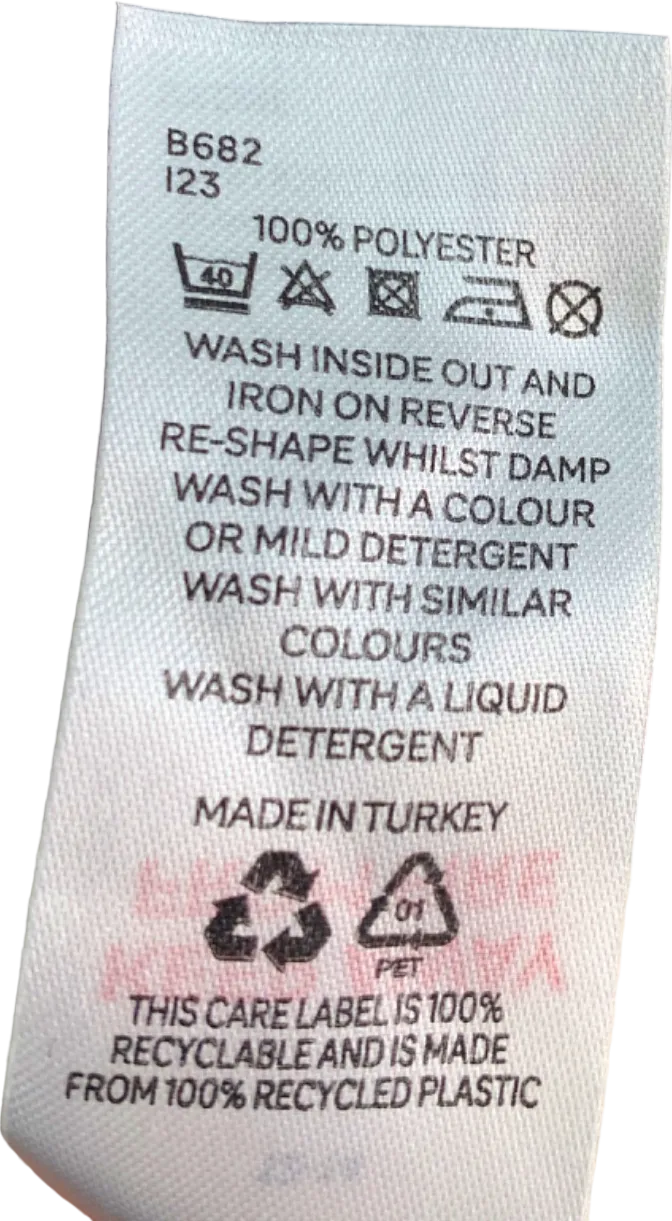 B682
I23
100% POLYESTER
40
WASH INSIDE OUT AND
IRON ON REVERSE
RE-SHAPE WHILST DAMP
WASH WITH A COLOUR
OR MILD DETERGENT
WASH WITH SIMILAR
COLOURS
WASH WITH A LIQUID
DETERGENT
MADE IN TURKEY
01
PET
THIS CARE LABEL IS 100%
RECYCLABLE AND IS MADE
FROM 100% RECYCLED PLASTIC